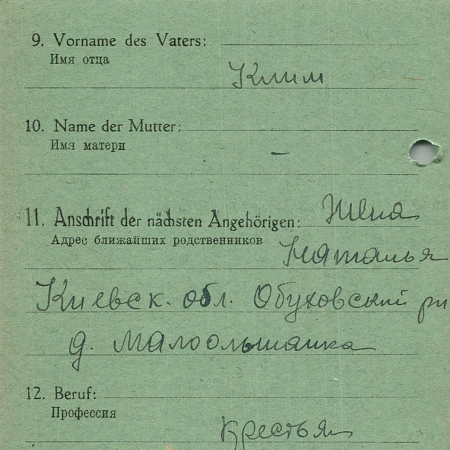 9. Vorname des Vaters:
Имя отца
Клим
10. Name der Mutter:
Имя матери
—
11. Anschrift der nächsten Angehörigen: Жена
Адрес ближайших родственников
Наталья
Киевск. обл. Обуховский рн
д. Малоольшанка
12. Beruf:
Профессия
Крестьян